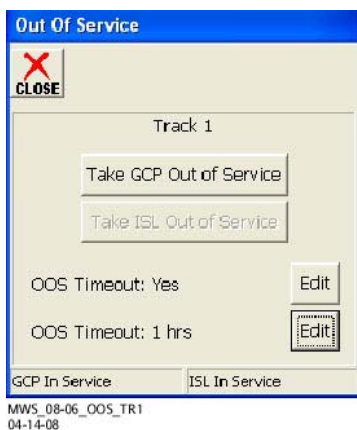 Out Of Service
CLOSE
Track 1
Take GCP Out of Service
Take ISL Out of Service
OOS Timeout: Yes Edit
OOS Timeout: 1 hrs Edit
GCP In Service ISL In Service
MWS_08-06_OOS_TR1
04-14-08